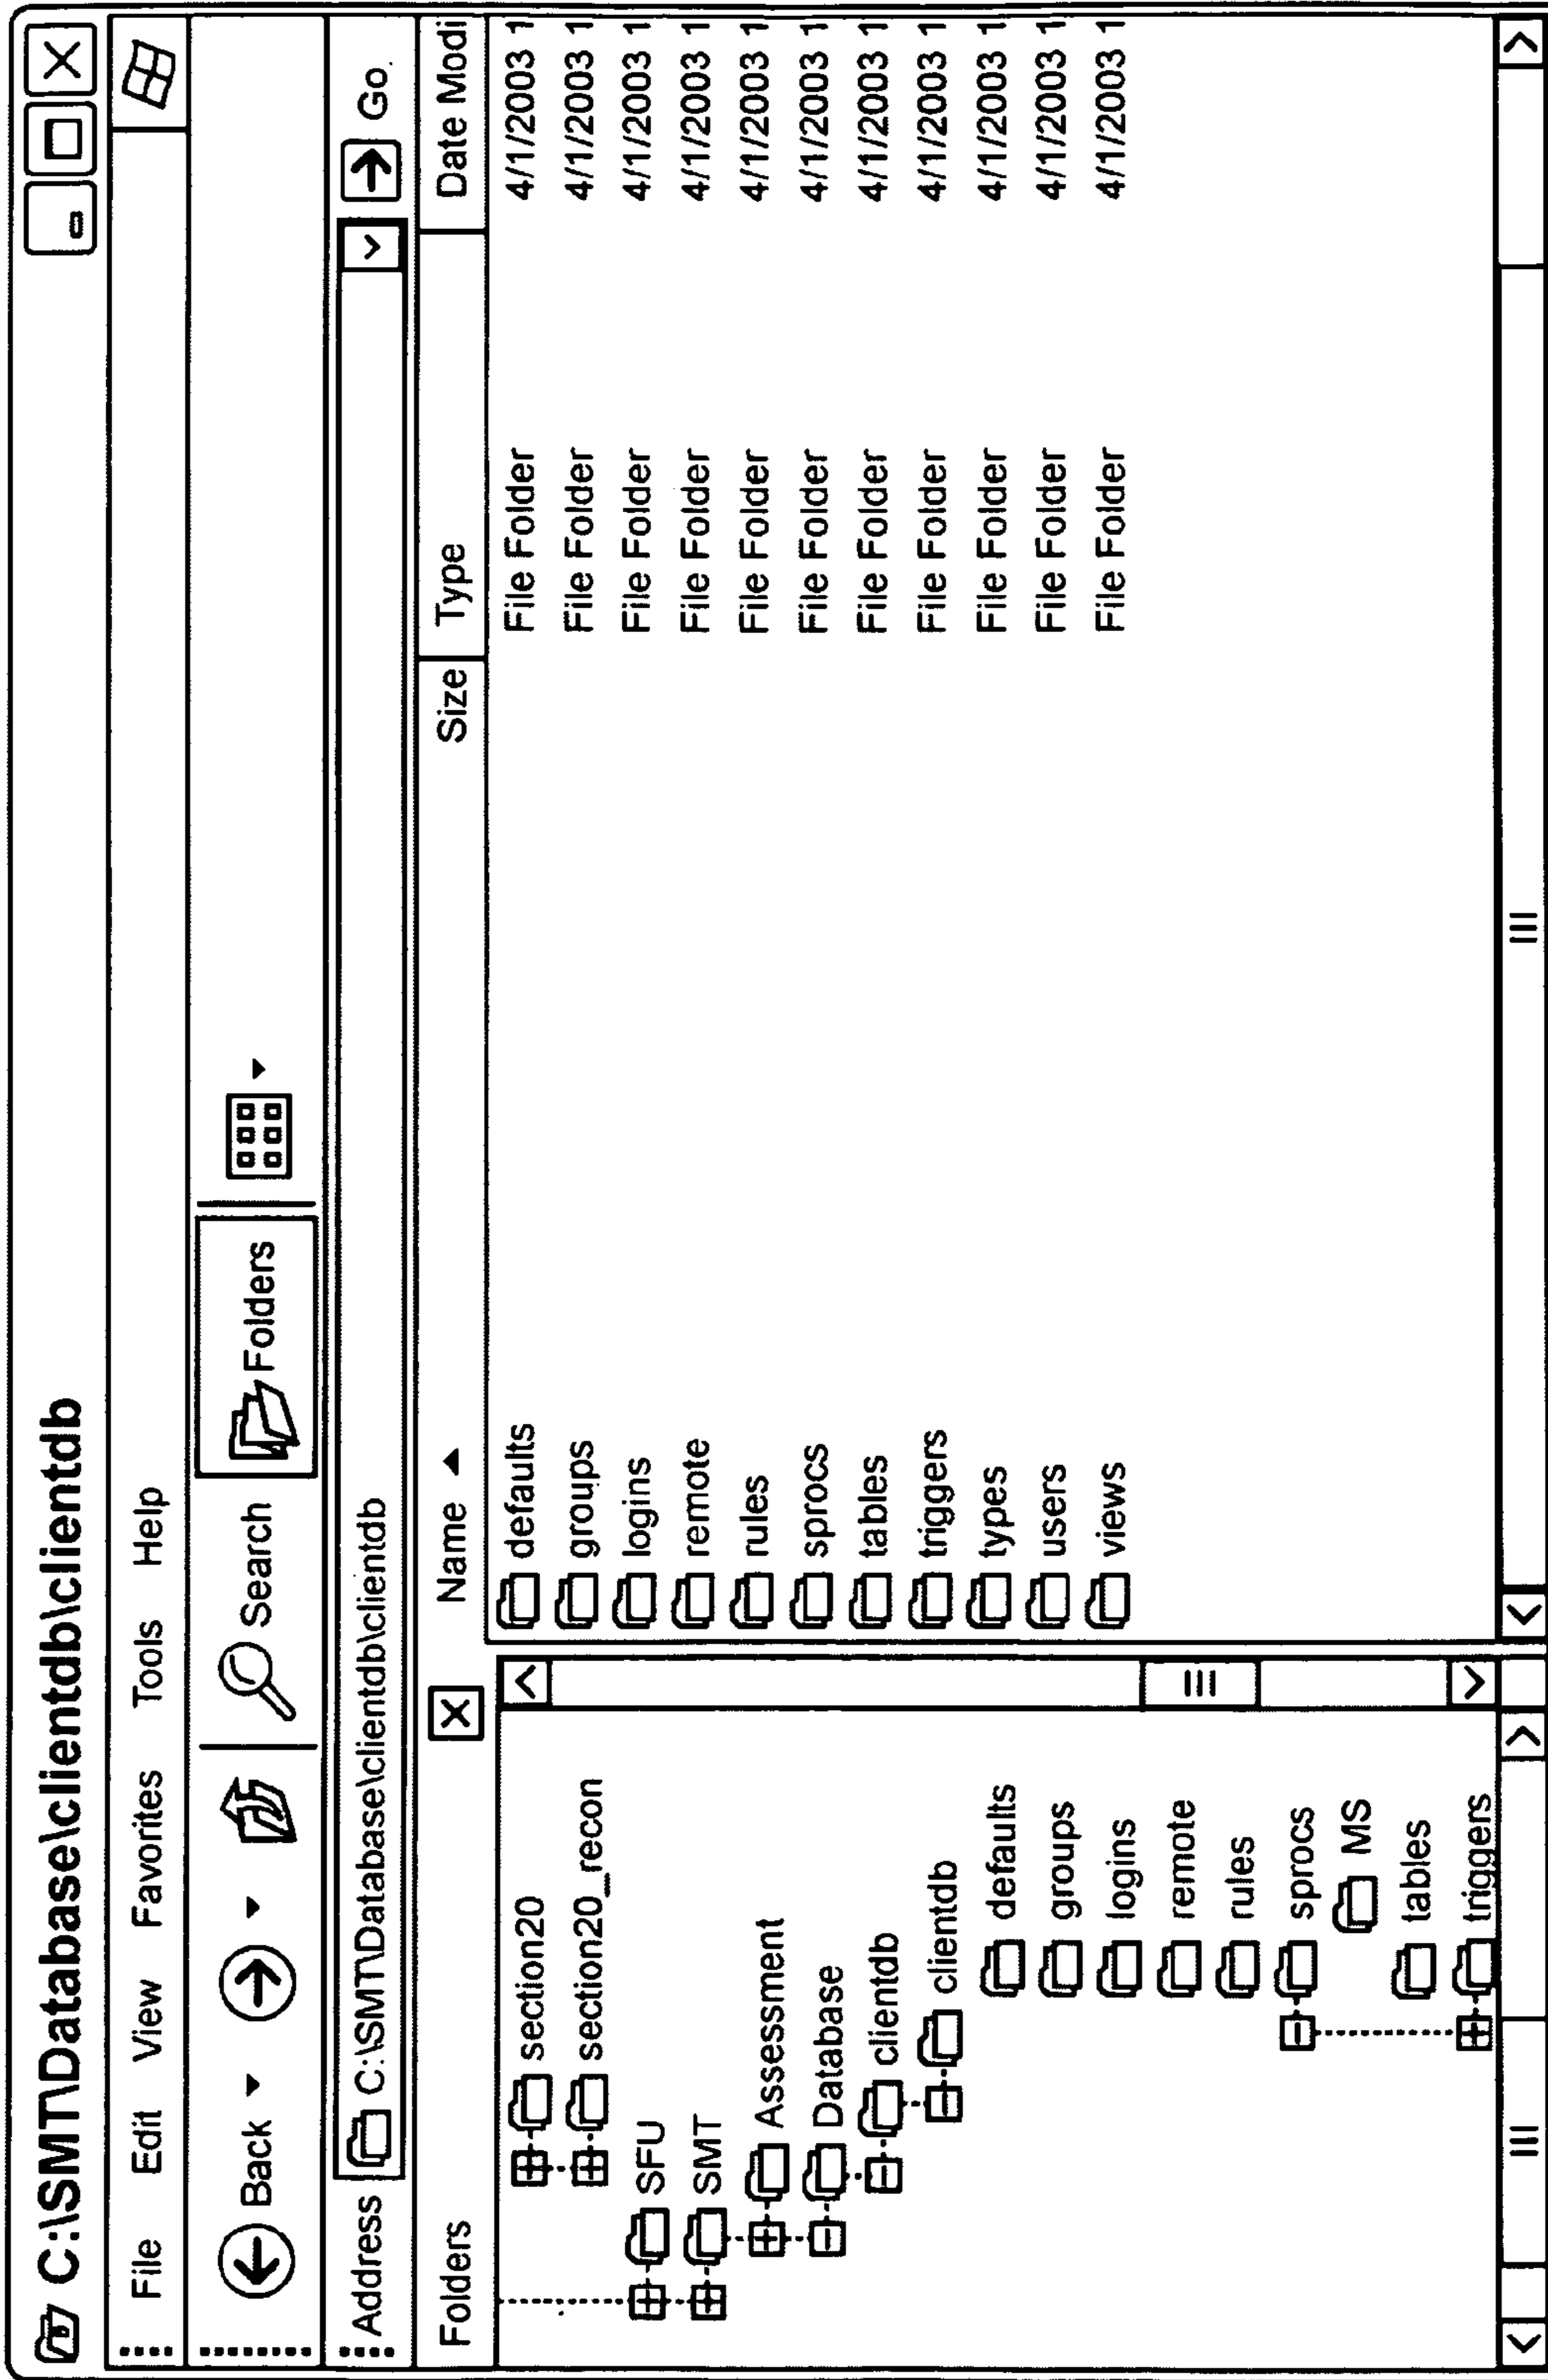 C:\SMT\Database\clientdb\clientdb
File Edit View Favorites Tools Help
Back Search Folders
Address C:\SMT\Database\clientdb\clientdb Go
Folders
section20
section20_recon
SFU
SMT
Assessment
Database
clientdb
clientdb
defaults
groups
logins
remote
rules
sprocs
MS
tables
triggers
Name Size Type Date Modi
defaults File Folder 4/1/2003 1
groups File Folder 4/1/2003 1
logins File Folder 4/1/2003 1
remote File Folder 4/1/2003 1
rules File Folder 4/1/2003 1
sprocs File Folder 4/1/2003 1
tables File Folder 4/1/2003 1
triggers File Folder 4/1/2003 1
types File Folder 4/1/2003 1
users File Folder 4/1/2003 1
views File Folder 4/1/2003 1